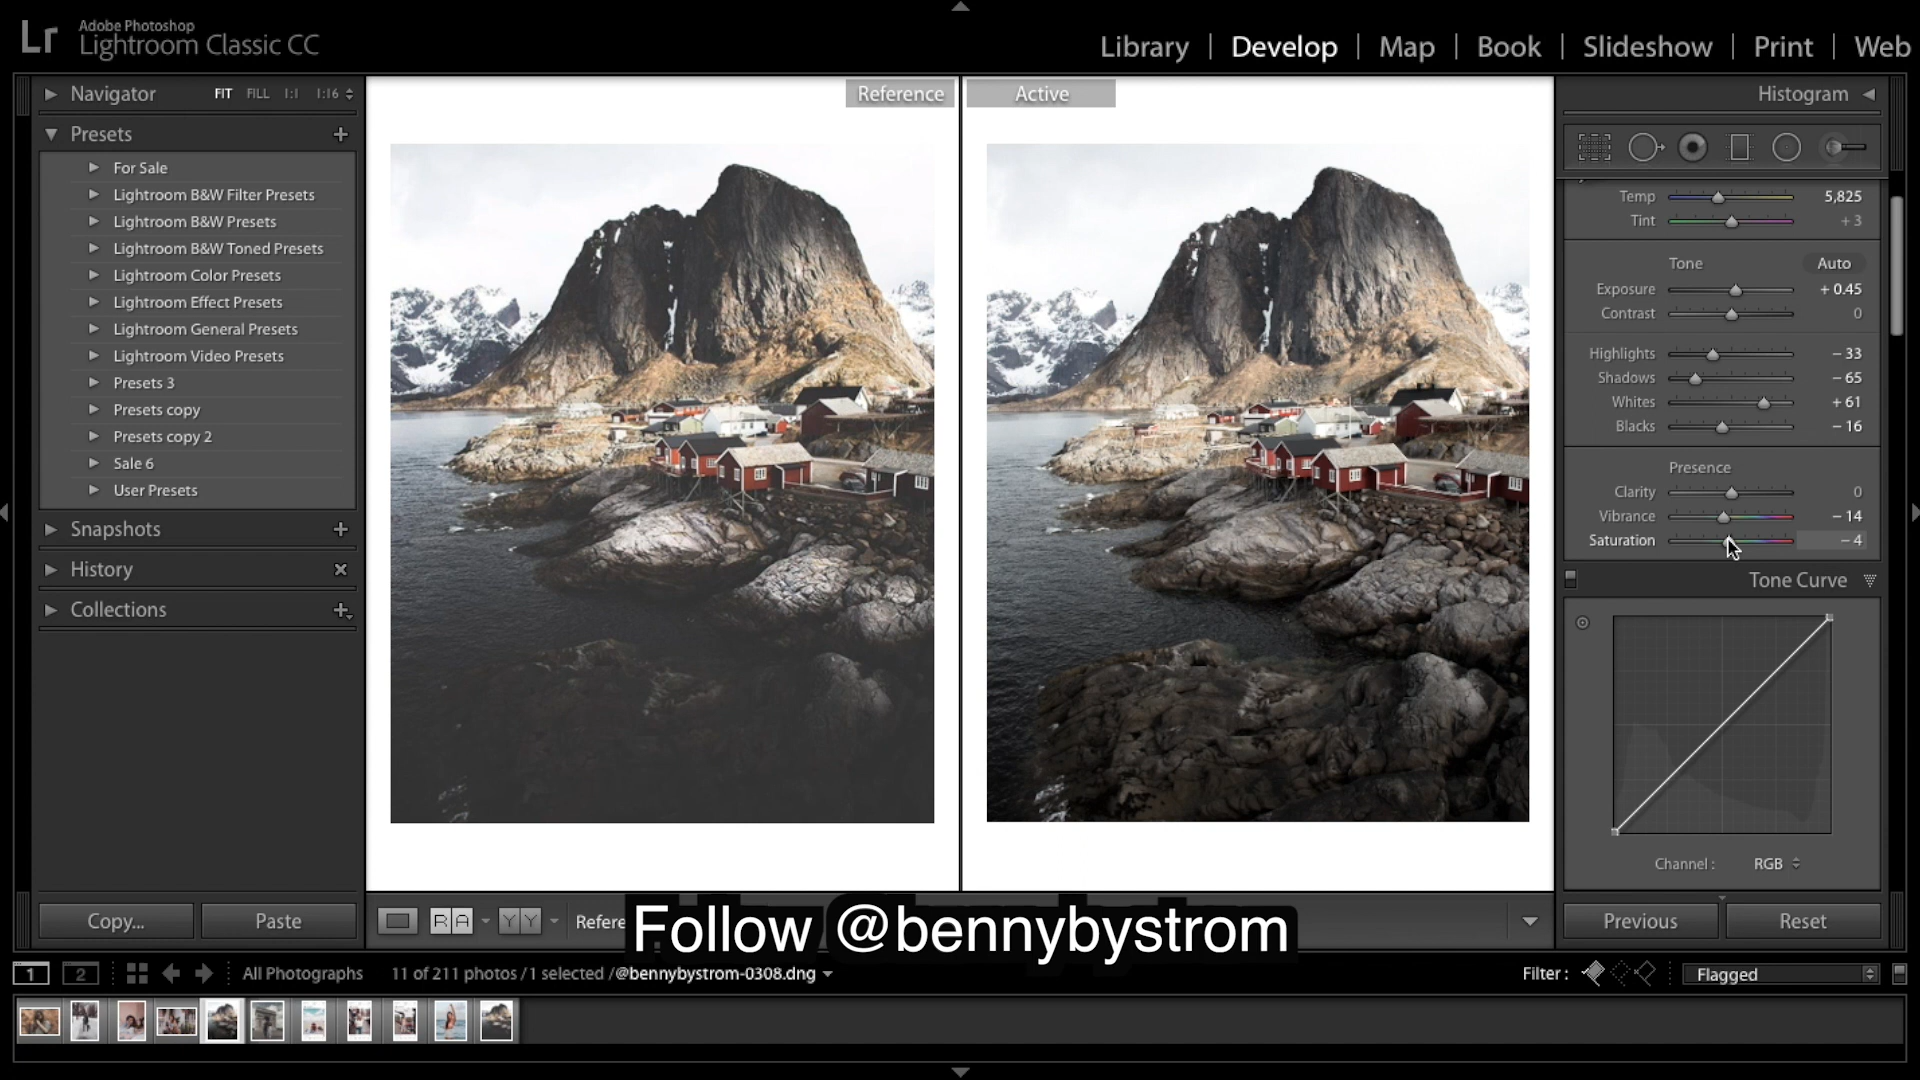 Lr
Adobe Photoshop
Lightroom Classic CC
Library | Develop | Map | Book | Slideshow | Print | Web
Navigator FIT FILL 1:1 1:16
Presets
For Sale
Lightroom B&W Filter Presets
Lightroom B&W Presets
Lightroom B&W Toned Presets
Lightroom Color Presets
Lightroom Effect Presets
Lightroom General Presets
Lightroom Video Presets
Presets 3
Presets copy
Presets copy 2
Sale 6
User Presets
Snapshots
History
Collections
Copy... Paste
Reference Active
Histogram
Temp 5,825
Tint + 3
Tone Auto
Exposure + 0.45
Contrast 0
Highlights – 33
Shadows – 65
Whites + 61
Blacks – 16
Presence
Clarity 0
Vibrance – 14
Saturation – 4
Tone Curve
Channel : RGB
Previous Reset
R A Y Y Refere
Follow @bennybystrom
1 2 All Photographs 11 of 211 photos / 1 selected / @bennybystrom-0308.dng Filter : Flagged